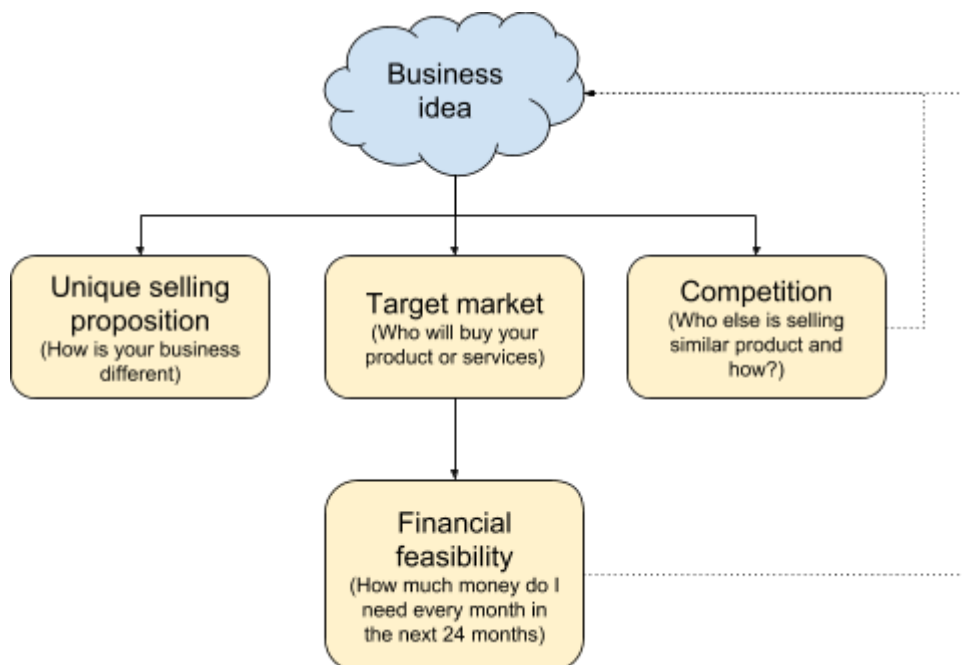 Business
idea
Unique selling
proposition
(How is your business
different)
Target market
(Who will buy your
product or services)
Competition
(Who else is selling
similar product and
how?)
Financial
feasibility
(How much money do I
need every month in
the next 24 months)